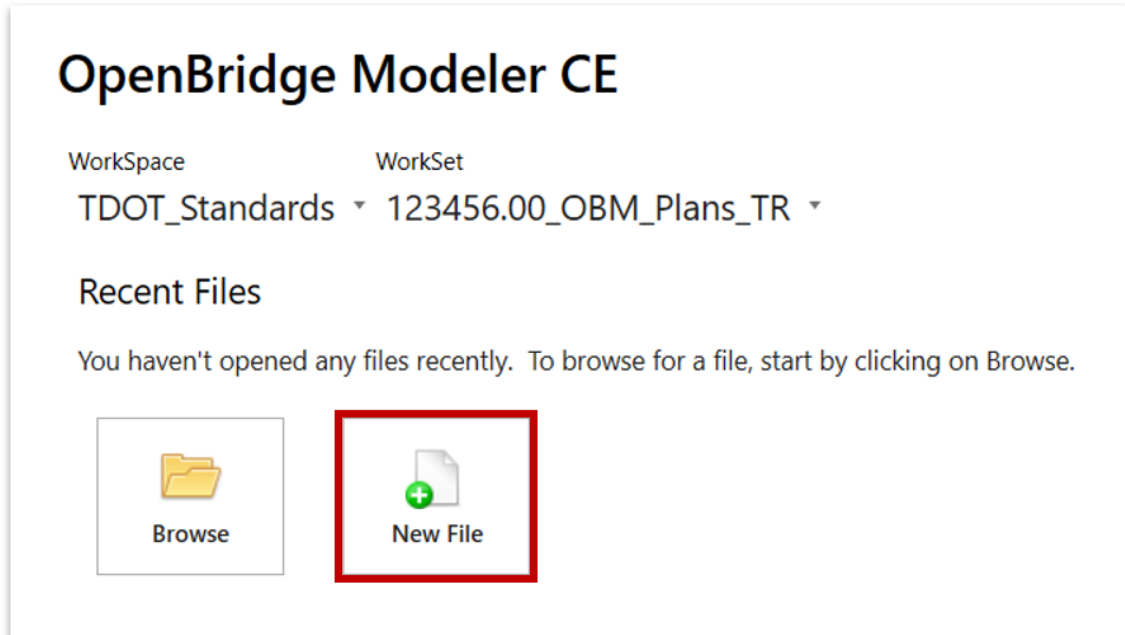 OpenBridge Modeler CE
WorkSpace WorkSet
TDOT_Standards 123456.00_OBM_Plans_TR
Recent Files
You haven't opened any files recently. To browse for a file, start by clicking on Browse.
Browse New File